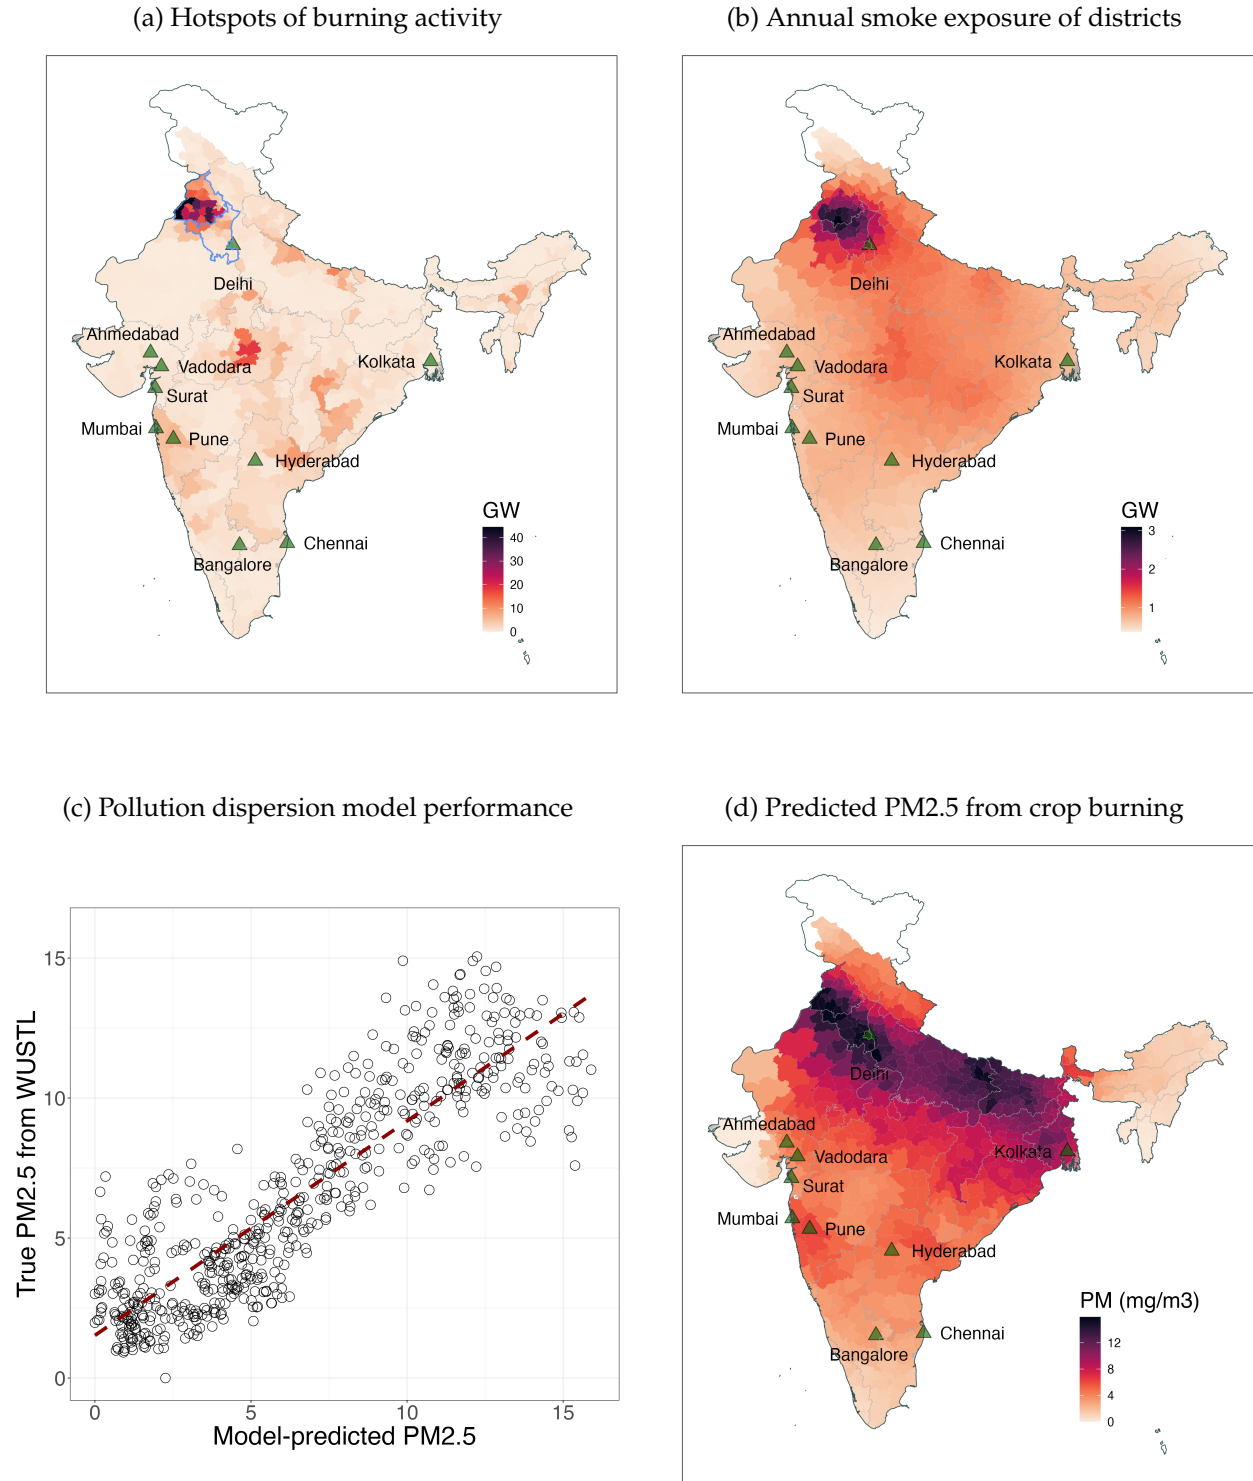 (a) Hotspots of burning activity
Delhi
Ahmedabad
Vadodara
Kolkata
Surat
Mumbai
Pune
Hyderabad
GW
40
30
20
10
0
Chennai
Bangalore
(b) Annual smoke exposure of districts
Delhi
Ahmedabad
Vadodara
Kolkata
Surat
Mumbai
Pune
Hyderabad
GW
3
2
1
Chennai
Bangalore
(c) Pollution dispersion model performance
True PM2.5 from WUSTL
15
10
5
0
0 5 10 15
Model-predicted PM2.5
(d) Predicted PM2.5 from crop burning
Delhi
Ahmedabad
Vadodara
Kolkata
Surat
Mumbai
Pune
Hyderabad
PM (mg/m3)
12
8
4
0
Chennai
Bangalore